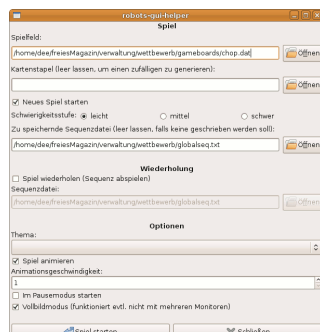 robots-gui-helper
Spiel
Spielfeld:
/home/dee/freiesMagazin/verwaltung/wettbewerb/gameboards/chop.dat
Öffnen
Kartenstapel (leer lassen, um einen zufälligen zu generieren):
Öffnen
Neues Spiel starten
Schwierigkeitsstufe: leicht mittel schwer
Zu speichernde Sequenzdatei (leer lassen, falls keine geschrieben werden soll):
/home/dee/freiesMagazin/verwaltung/wettbewerb/globalseq.txt
Öffnen
Wiederholung
Spiel wiederholen (Sequenz abspielen)
Sequenzdatei:
/home/dee/freiesMagazin/verwaltung/wettbewerb/globalseq.txt
Öffnen
Optionen
Thema:
Spiel animieren
Animationsgeschwindigkeit:
1
Im Pausemodus starten
Vollbildmodus (funktioniert evtl. nicht mit mehreren Monitoren)
Spiel starten
Schließen